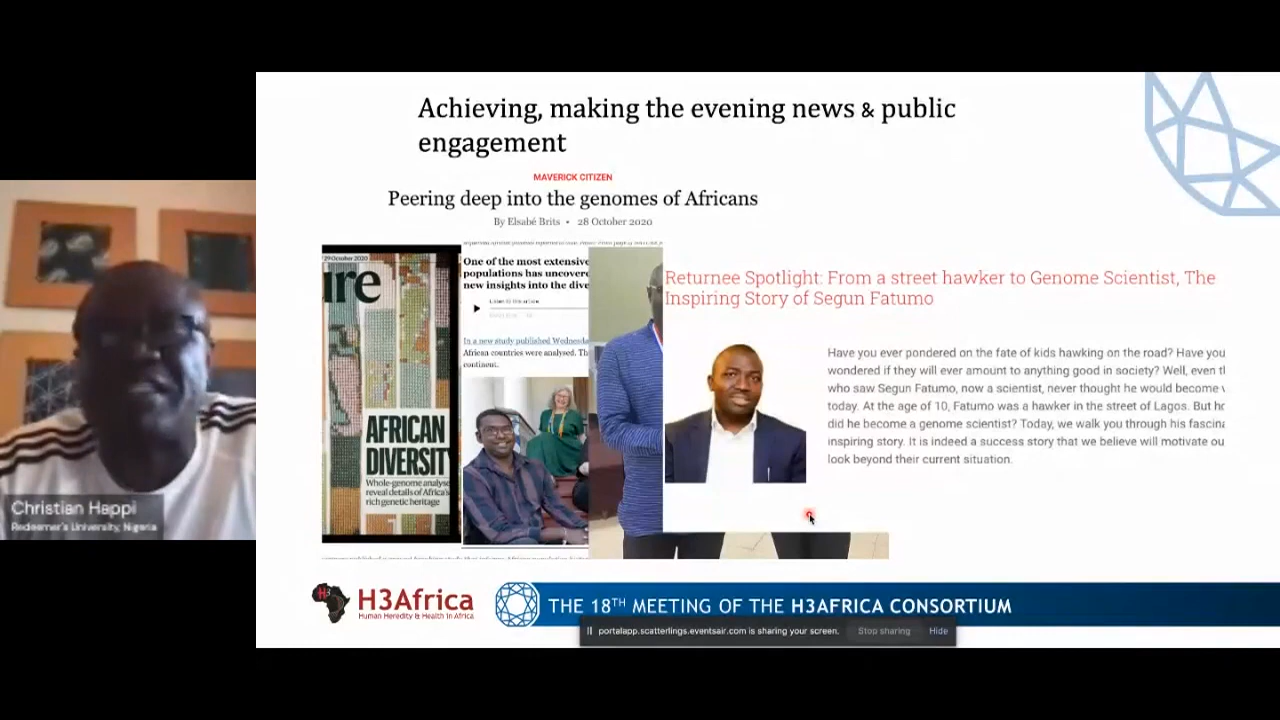 Achieving, making the evening news & public
engagement
MAVERICK CITIZEN
Peering deep into the genomes of Africans
By Elsabé Brits • 28 October 2020
29 October 2020
re
AFRICAN
DIVERSITY
Whole-genome analyse
reveal details of Africa's
rich genetic heritage
One of the most extensive
populations has uncovere
new insights into the dive
In a new study published Wednesda
African countries were analysed. Th
continent.
Returnee Spotlight: From a street hawker to Genome Scientist, The
Inspiring Story of Segun Fatumo
Have you ever pondered on the fate of kids hawking on the road? Have you
wondered if they will ever amount to anything good in society? Well, even tl
who saw Segun Fatumo, now a scientist, never thought he would become
today. At the age of 10, Fatumo was a hawker in the street of Lagos. But
did he become a genome scientist? Today, we walk you through his fascina
inspiring story. It is indeed a success story that we believe will motivate ou
look beyond their current situation.
Christian Happi
Redeemer's University, Nigeria
H3
H3Africa
Human Heredity & Health in Africa
THE 18TH MEETING OF THE H3AFRICA CONSORTIUM
portalapp.scatterlings.eventsair.com is sharing your screen.
Stop sharing
Hide